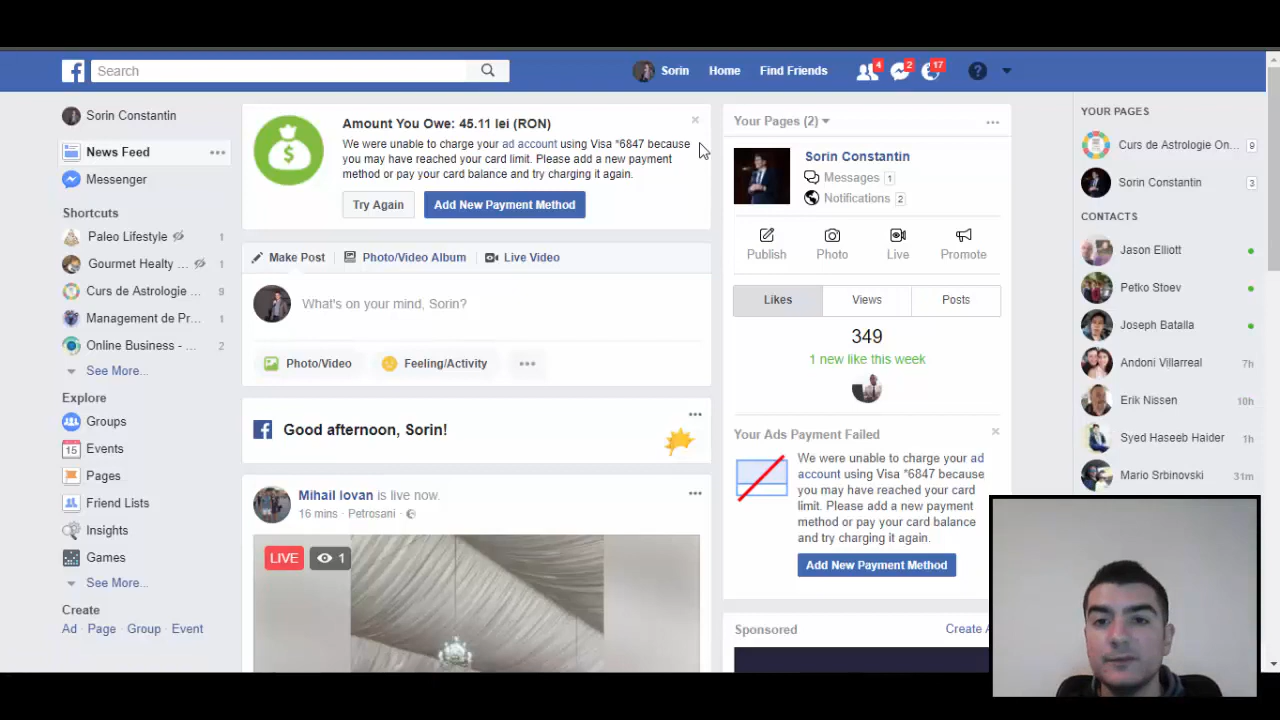 Search
Sorin
Home
Find Friends
4
2
17
?
Sorin Constantin
News Feed
Messenger
Shortcuts
Paleo Lifestyle 1
Gourmet Healty ... 1
Curs de Astrologie ... 9
Management de Pr...
Online Business - ... 2
See More...
Explore
Groups
15 Events
Pages
Friend Lists
Insights
Games
See More...
Create
Ad · Page · Group · Event
Amount You Owe: 45.11 lei (RON)
We were unable to charge your ad account using Visa *6847 because
you may have reached your card limit. Please add a new payment
method or pay your card balance and try charging it again.
Try Again
Add New Payment Method
Make Post
Photo/Video Album
Live Video
What's on your mind, Sorin?
Photo/Video
Feeling/Activity
Good afternoon, Sorin!
Mihail Iovan is live now.
16 mins · Petrosani ·
LIVE
1
Your Pages (2)
Sorin Constantin
Messages 1
Notifications 2
Publish
Photo
Live
Promote
Likes
Views
Posts
349
1 new like this week
Your Ads Payment Failed
We were unable to charge your ad
account using Visa *6847 because
you may have reached your card
limit. Please add a new payment
method or pay your card balance
and try charging it again.
Add New Payment Method
Sponsored
Create A
YOUR PAGES
Curs de Astrologie On... 9
Sorin Constantin 3
CONTACTS
Jason Elliott
Petko Stoev
Joseph Batalla
Andoni Villarreal 7h
Erik Nissen 10h
Syed Haseeb Haider 1h
Mario Srbinovski 31m